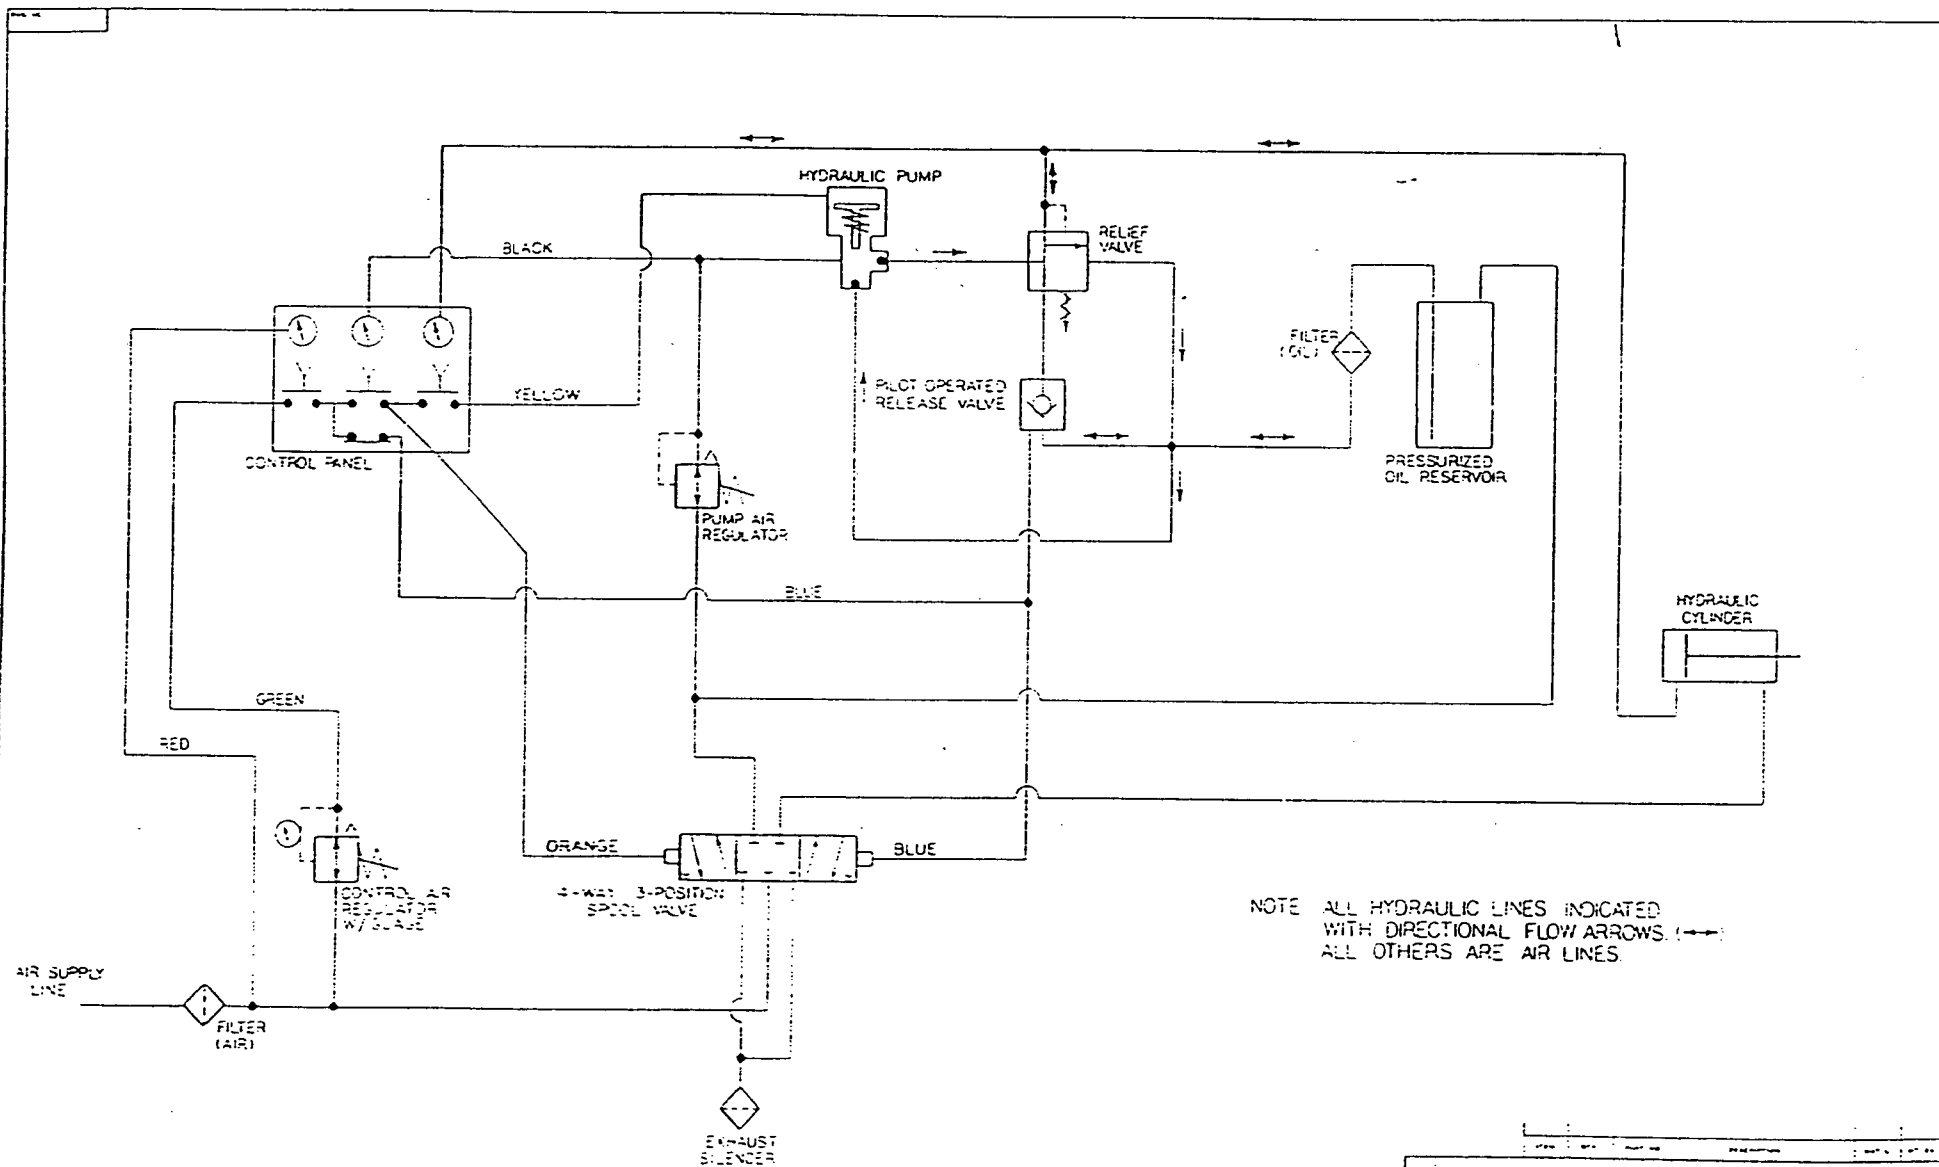 HYDRAULIC PUMP
BLACK
RELIEF
VALVE
FILTER
(OIL)
YELLOW
PILOT OPERATED
RELEASE VALVE
CONTROL PANEL
PRESSURIZED
OIL RESERVOIR
PUMP AIR
REGULATOR
BLUE
HYDRAULIC
CYLINDER
GREEN
RED
ORANGE
BLUE
4-WAY 3-POSITION
SPOOL VALVE
CONTROL AIR
REGULATOR
W/ GUAGE
NOTE ALL HYDRAULIC LINES INDICATED
WITH DIRECTIONAL FLOW ARROWS. (↔)
ALL OTHERS ARE AIR LINES.
AIR SUPPLY
LINE
FILTER
(AIR)
EXHAUST
SILENCER